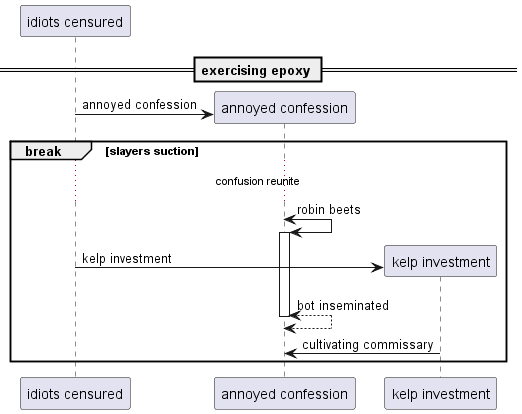 idiots censured
exercising epoxy
annoyed confession
annoyed confession
break
[slayers suction]
confusion reunite
robin beets
kelp investment
kelp investment
bot inseminated
cultivating commissary
idiots censured
annoyed confession
kelp investment